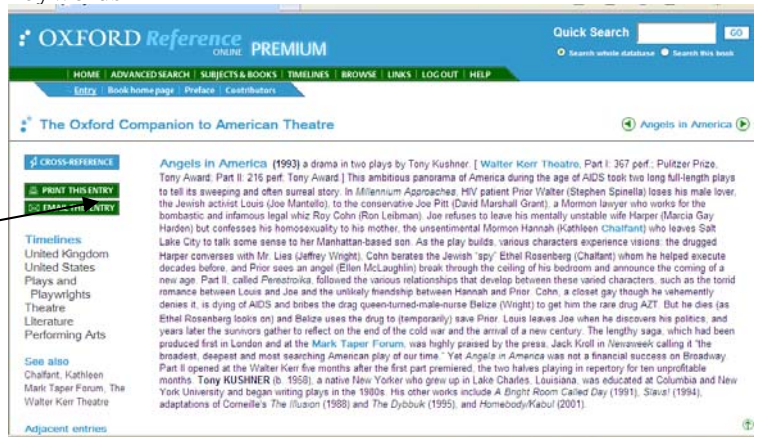 OXFORD Reference ONLINE PREMIUM
Quick Search
GO
Search whole database Search this book
HOME | ADVANCED SEARCH | SUBJECTS & BOOKS | TIMELINES | BROWSE | LINKS | LOG OUT | HELP
Entry | Book home page | Preface | Contributors
The Oxford Companion to American Theatre
Angels in America
CROSS-REFERENCE
PRINT THIS ENTRY
EMAIL THE ENTRY
Timelines
United Kingdom
United States
Plays and
Playwrights
Theatre
Literature
Performing Arts
See also
Chalfant, Kathleen
Mark Taper Forum, The
Walter Kerr Theatre
Adjacent entries
Angels in America (1993) a drama in two plays by Tony Kushner. [ Walter Kerr Theatre, Part I: 367 perf.; Pulitzer Prize,
Tony Award; Part II: 216 perf. Tony Award.] This ambitious panorama of America during the age of AIDS took two long full-length plays
to tell its sweeping and often surreal story. In Millennium Approaches, HIV patient Prior Walter (Stephen Spinella) loses his male lover,
the Jewish activist Louis (Joe Mantello), to the conservative Joe Pitt (David Marshall Grant), a Mormon lawyer who works for the
bombastic and infamous legal whiz Roy Cohn (Ron Leibman). Joe refuses to leave his mentally unstable wife Harper (Marcia Gay
Harden) but confesses his homosexuality to his mother, the unsentimental Mormon Hannah (Kathleen Chalfant) who leaves Salt
Lake City to talk some sense to her Manhattan-based son. As the play builds, various characters experience visions: the drugged
Harper converses with Mr. Lies (Jeffrey Wright), Cohn berates the Jewish "spy" Ethel Rosenberg (Chalfant) whom he helped execute
decades before, and Prior sees an angel (Ellen McLaughlin) break through the ceiling of his bedroom and announce the coming of a
new age. Part II, called Perestroika, followed the various relationships that develop between these varied characters, such as the torrid
romance between Louis and Joe and the unlikely friendship between Hannah and Prior. Cohn, a closet gay though he vehemently
denies it, is dying of AIDS and bribes the drag queen-turned-male-nurse Belize (Wright) to get him the rare drug AZT. But he dies (as
Ethel Rosenberg looks on) and Belize uses the drug to (temporarily) save Prior. Louis leaves Joe when he discovers his politics, and
years later the survivors gather to reflect on the end of the cold war and the arrival of a new century. The lengthy saga, which had been
produced first in London and at the Mark Taper Forum, was highly praised by the press, Jack Kroll in Newsweek calling it "the
broadest, deepest and most searching American play of our time." Yet Angels in America was not a financial success on Broadway.
Part II opened at the Walter Kerr five months after the first part premiered, the two halves playing in repertory for ten unprofitable
months. Tony KUSHNER (b. 1956), a native New Yorker who grew up in Lake Charles, Louisiana, was educated at Columbia and New
York University and began writing plays in the 1980s. His other works include A Bright Room Called Day (1991), Slavs! (1994),
adaptations of Corneille's The Illusion (1988) and The Dybbuk (1995), and Homebody/Kabul (2001).